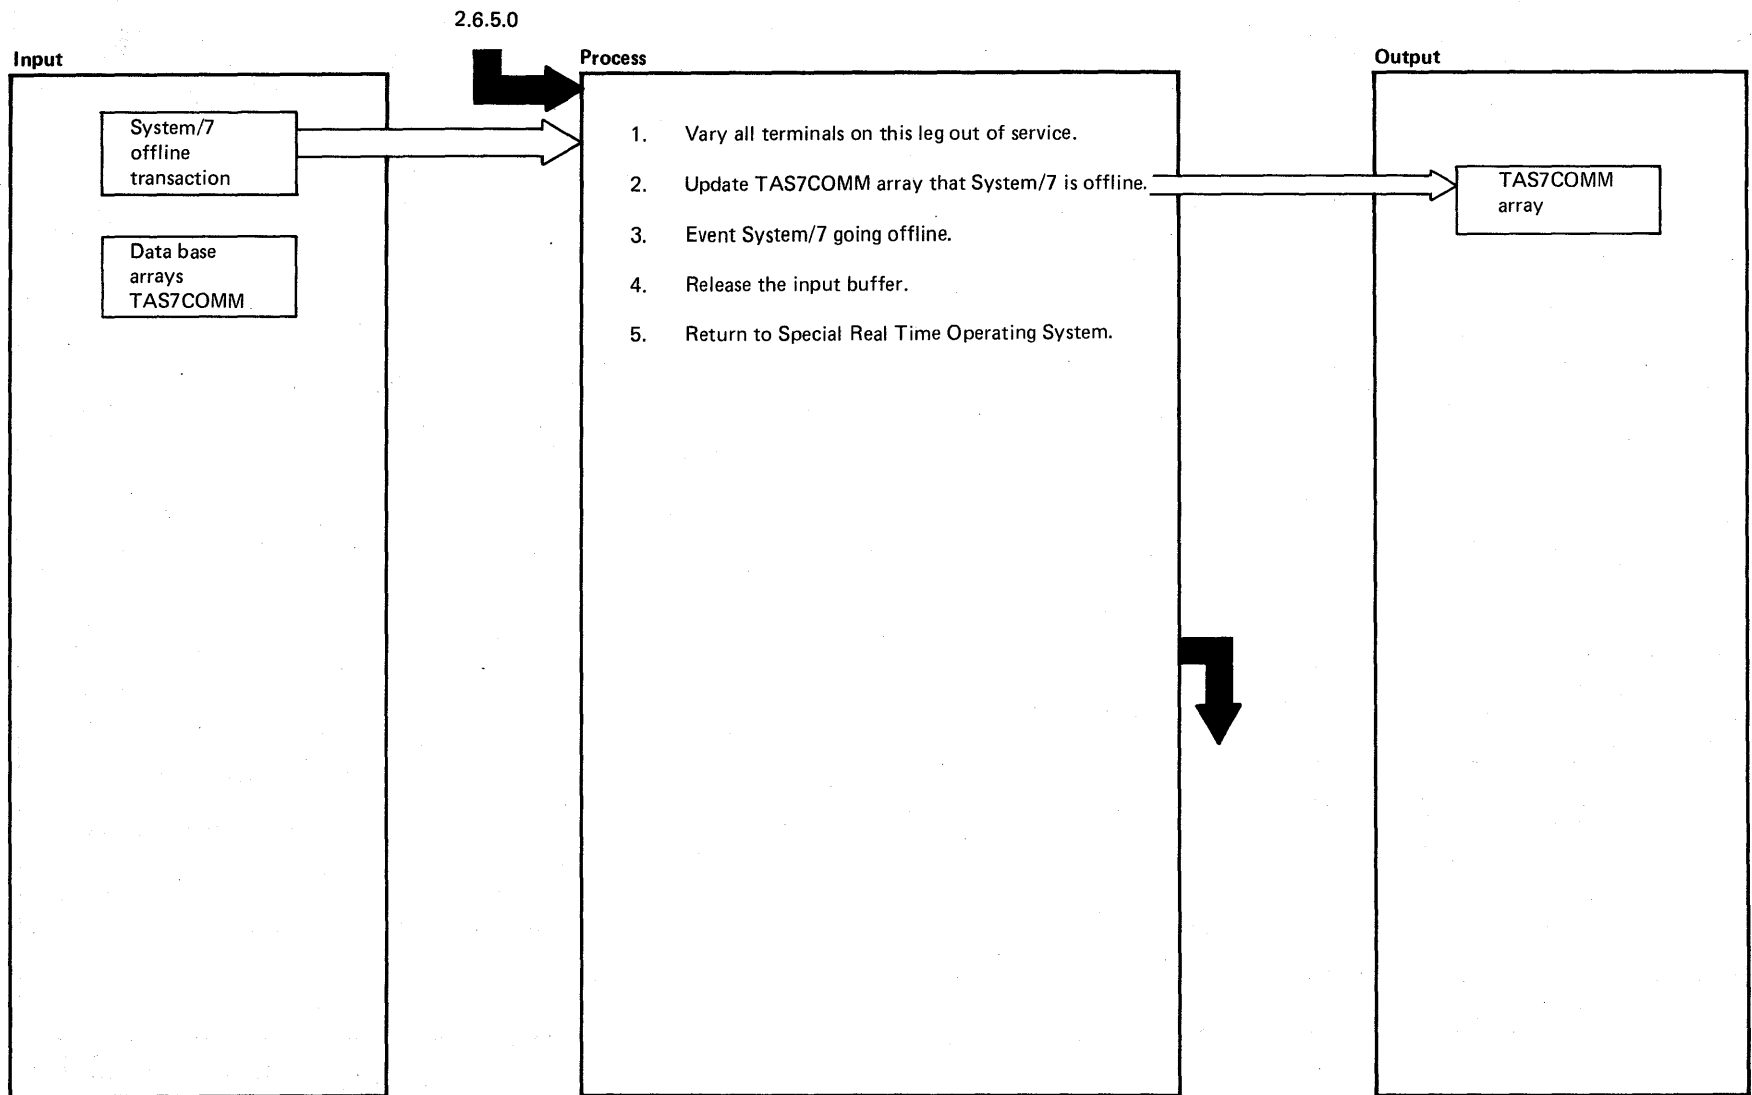 2.6.5.0
Input
Process
Output
System/7
offline
transaction
Data base
arrays
TAS7COMM
1. Vary all terminals on this leg out of service.
2. Update TAS7COMM array that System/7 is offline.
3. Event System/7 going offline.
4. Release the input buffer.
5. Return to Special Real Time Operating System.
TAS7COMM
array